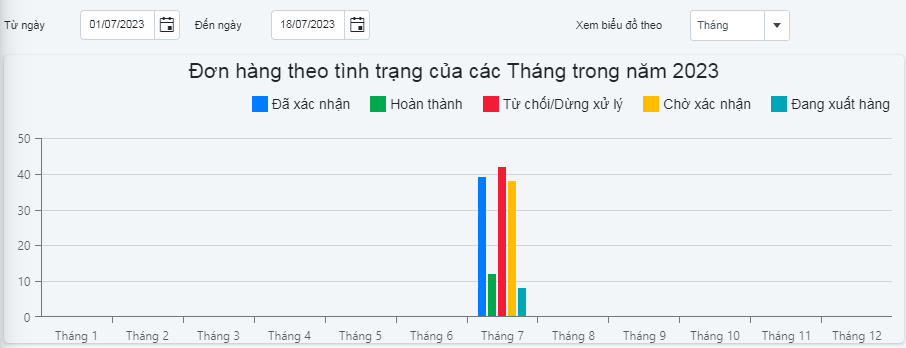 Từ ngày 01/07/2023 Đến ngày 18/07/2023 Xem biểu đồ theo Tháng
Đơn hàng theo tình trạng của các Tháng trong năm 2023
Đã xác nhận Hoàn thành Từ chối/Dừng xử lý Chờ xác nhận Đang xuất hàng
50
40
30
20
10
0
Tháng 1 Tháng 2 Tháng 3 Tháng 4 Tháng 5 Tháng 6 Tháng 7 Tháng 8 Tháng 9 Tháng 10 Tháng 11 Tháng 12